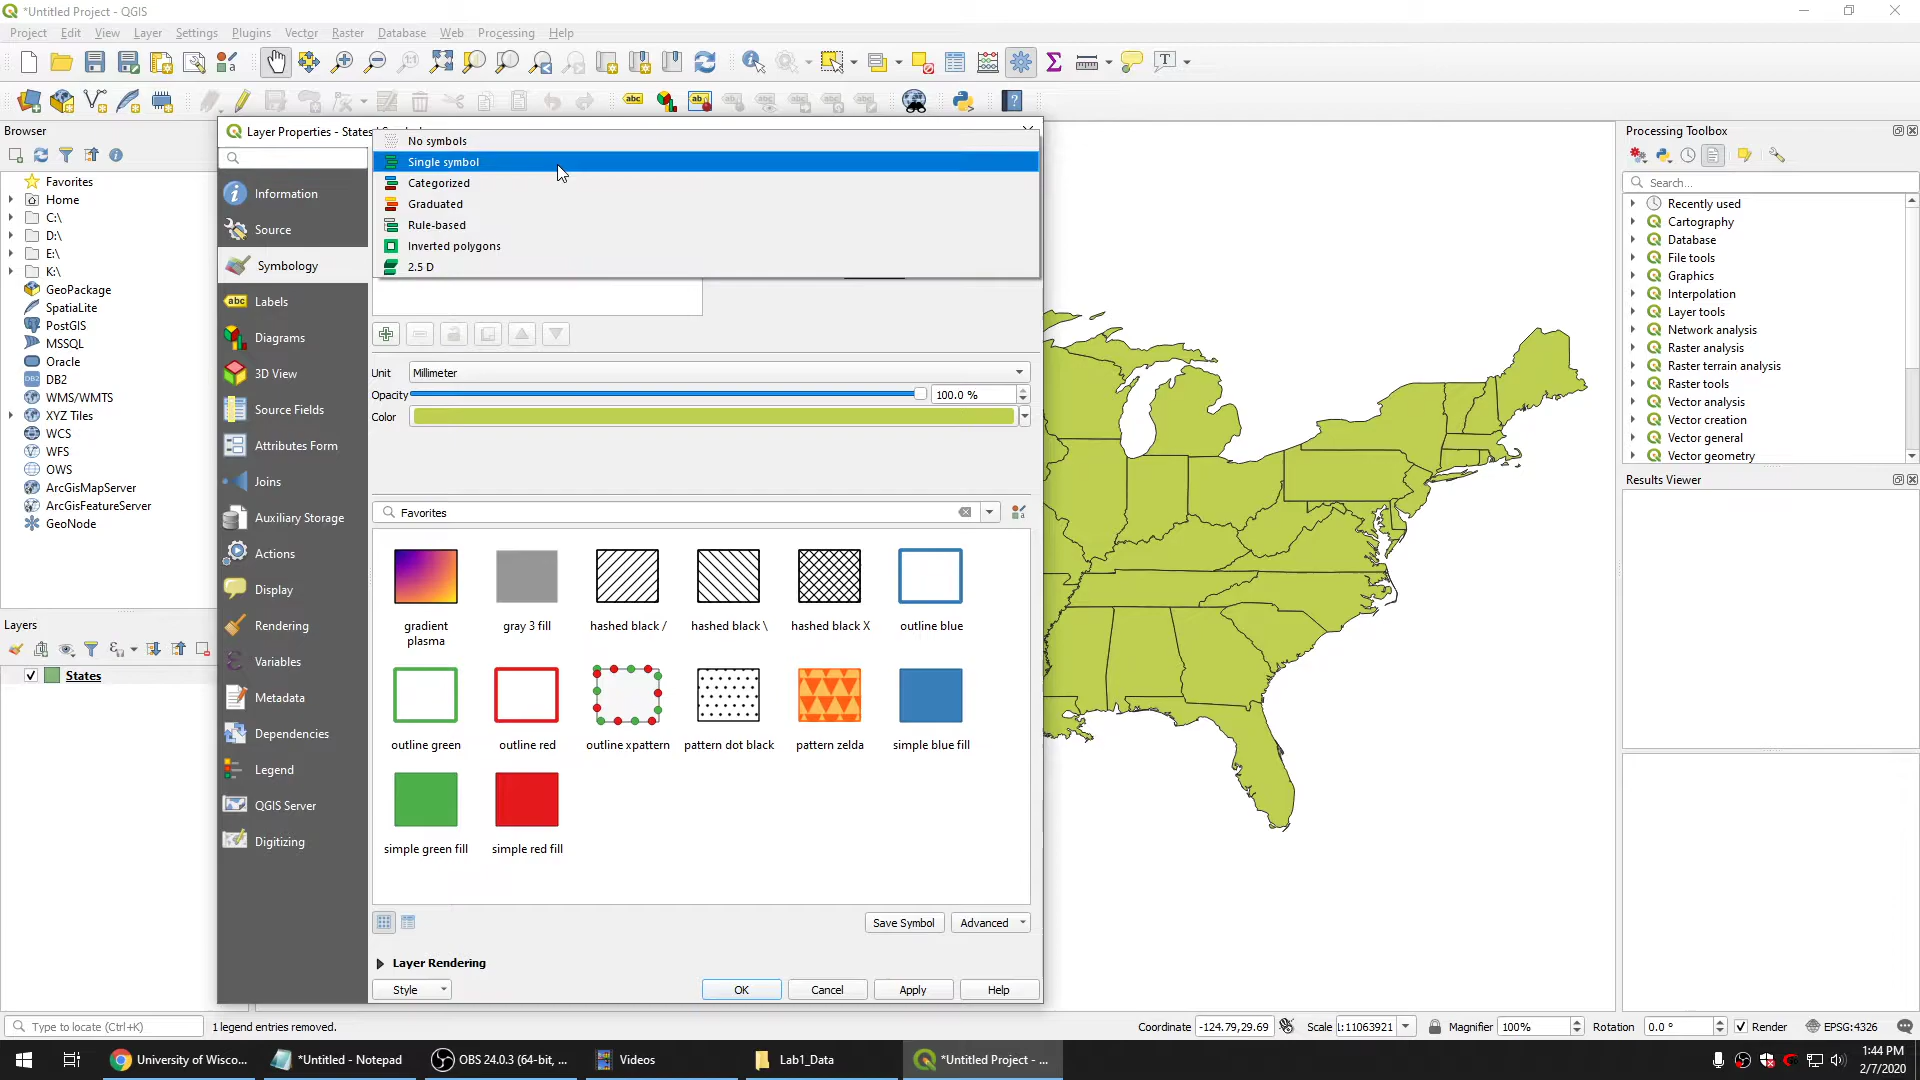 *Untitled Project - QGIS
Project Edit View Layer Settings Plugins Vector Raster Database Web Processing Help
Browser
Favorites
Home
C:\
D:\
E:\
K:\
GeoPackage
SpatiaLite
PostGIS
MSSQL
Oracle
DB2
WMS/WMTS
XYZ Tiles
WCS
WFS
OWS
ArcGisMapServer
ArcGisFeatureServer
GeoNode
Layers
States
Layer Properties - States
Information
Source
Symbology
Labels
Diagrams
3D View
Source Fields
Attributes Form
Joins
Auxiliary Storage
Actions
Display
Rendering
Variables
Metadata
Dependencies
Legend
QGIS Server
Digitizing
No symbols
Single symbol
Categorized
Graduated
Rule-based
Inverted polygons
2.5 D
Unit Millimeter
Opacity 100.0 %
Color
Favorites
gradient plasma
gray 3 fill
hashed black /
hashed black \
hashed black X
outline blue
outline green
outline red
outline xpattern
pattern dot black
pattern zelda
simple blue fill
simple green fill
simple red fill
Save Symbol Advanced
Layer Rendering
Style OK Cancel Apply Help
Processing Toolbox
Search...
Recently used
Cartography
Database
File tools
Graphics
Interpolation
Layer tools
Network analysis
Raster analysis
Raster terrain analysis
Raster tools
Vector analysis
Vector creation
Vector general
Vector geometry
Results Viewer
Type to locate (Ctrl+K) 1 legend entries removed. Coordinate -124.79,29.69 Scale L:11063921 Magnifier 100% Rotation 0.0 ° Render EPSG:4326
University of Wisco... *Untitled - Notepad OBS 24.0.3 (64-bit, ... Videos Lab1_Data *Untitled Project - ...
1:44 PM
2/7/2020